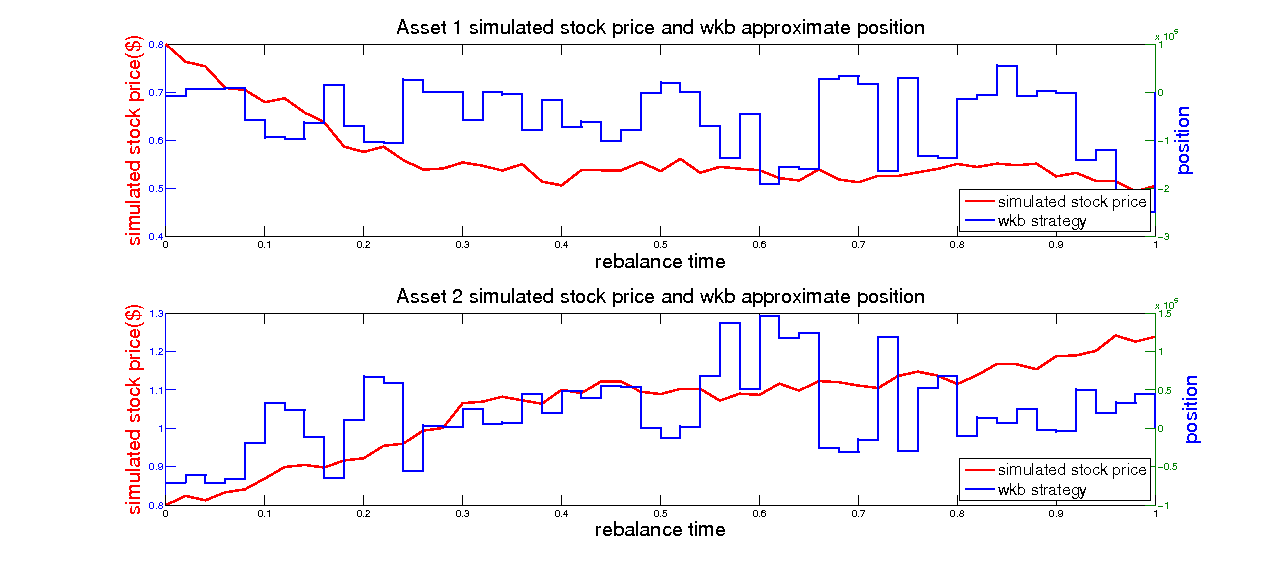 Asset 1 simulated stock price and wkb approximate position
x 10^5
simulated stock price($)
0.8
0.7
0.6
0.5
0.4
1
0
-1
-2
-3
position
simulated stock price
wkb strategy
0 0.1 0.2 0.3 0.4 0.5 0.6 0.7 0.8 0.9 1
rebalance time
Asset 2 simulated stock price and wkb approximate position
simulated stock price($)
1.3
1.2
1.1
1
0.9
0.8
1.5
1
0.5
0
-0.5
-1
position
simulated stock price
wkb strategy
0 0.1 0.2 0.3 0.4 0.5 0.6 0.7 0.8 0.9 1
rebalance time